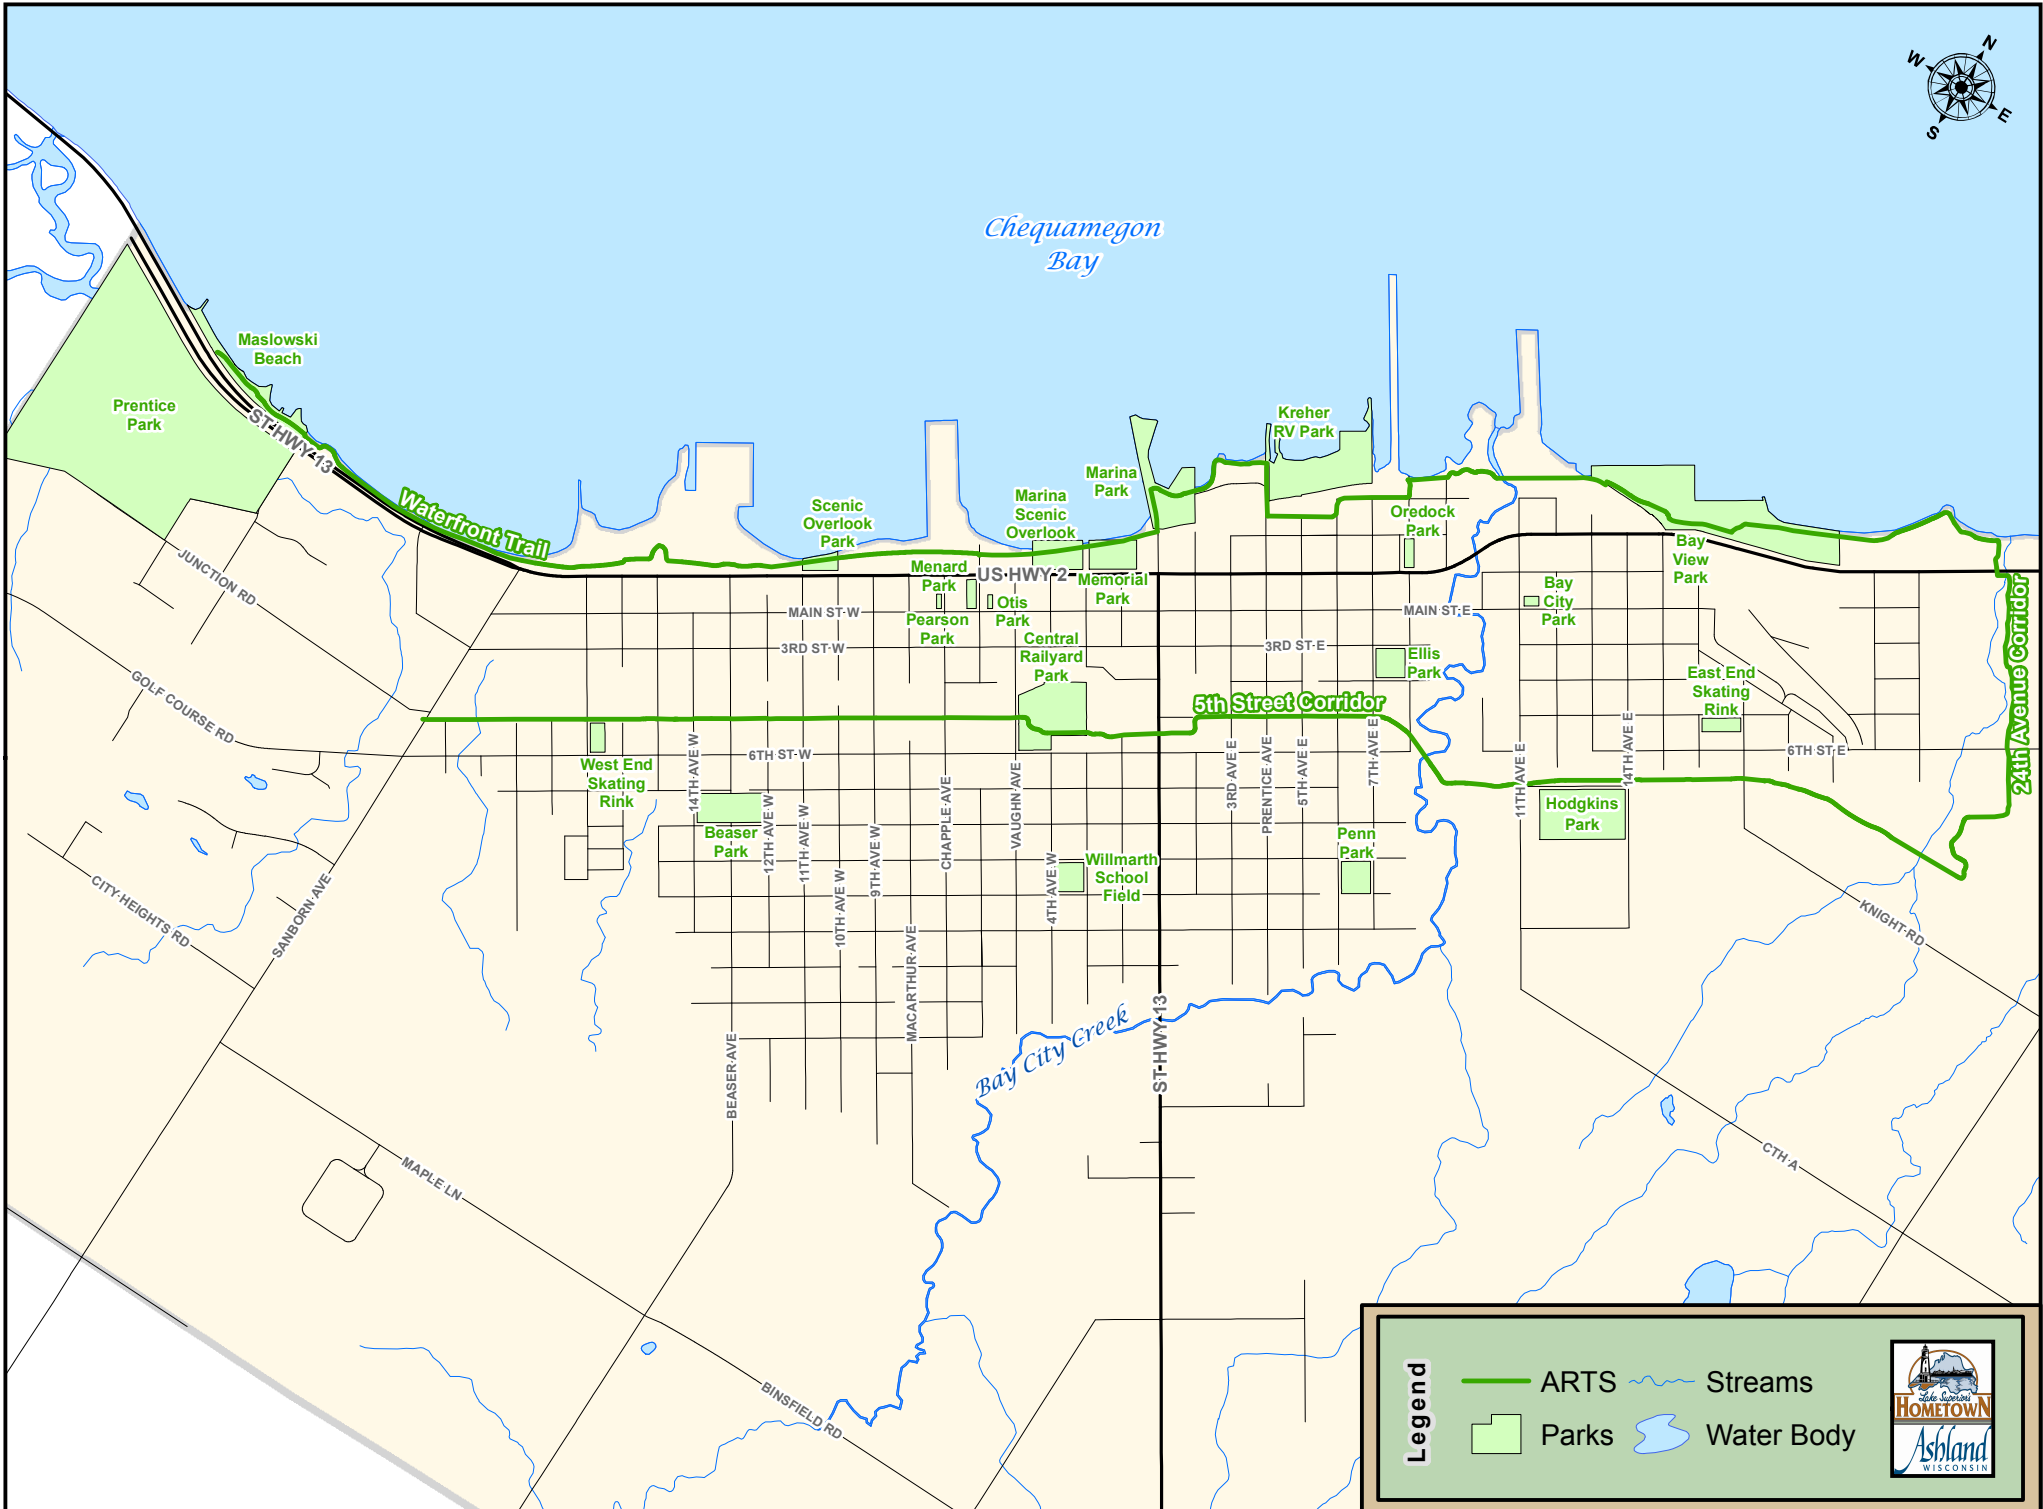 N
W
E
S
Chequamegon
Bay
Maslowski
Beach
Prentice
Park
ST HWY 13
Waterfront Trail
Kreher
RV Park
Marina
Park
Marina
Scenic
Overlook
Scenic
Overlook
Park
Oredock
Park
Bay
View
Park
Menard
Park
US HWY 2
Memorial
Park
Otis
Park
Pearson
Park
Bay
City
Park
JUNCTION RD
MAIN ST W
MAIN ST E
3RD ST W
3RD ST E
Central
Railyard
Park
Ellis
Park
East End
Skating
Rink
24th Avenue Corridor
5th Street Corridor
GOLF COURSE RD
6TH ST W
6TH ST E
West End
Skating
Rink
14TH AVE W
12TH AVE W
11TH AVE W
10TH AVE W
9TH AVE W
CHAPPLE AVE
VAUGHN AVE
4TH AVE W
3RD AVE E
PRENTICE AVE
5TH AVE E
7TH AVE E
11TH AVE E
14TH AVE E
Beaser
Park
Hodgkins
Park
Penn
Park
Willmarth
School
Field
CITY HEIGHTS RD
SANBORN AVE
MACARTHUR AVE
BEASER AVE
KNIGHT RD
Bay City Creek
ST HWY 13
CTH A
MAPLE LN
BINSFIELD RD
Legend
ARTS
Streams
Parks
Water Body
Lake Superior's
HOMETOWN
Ashland
WISCONSIN